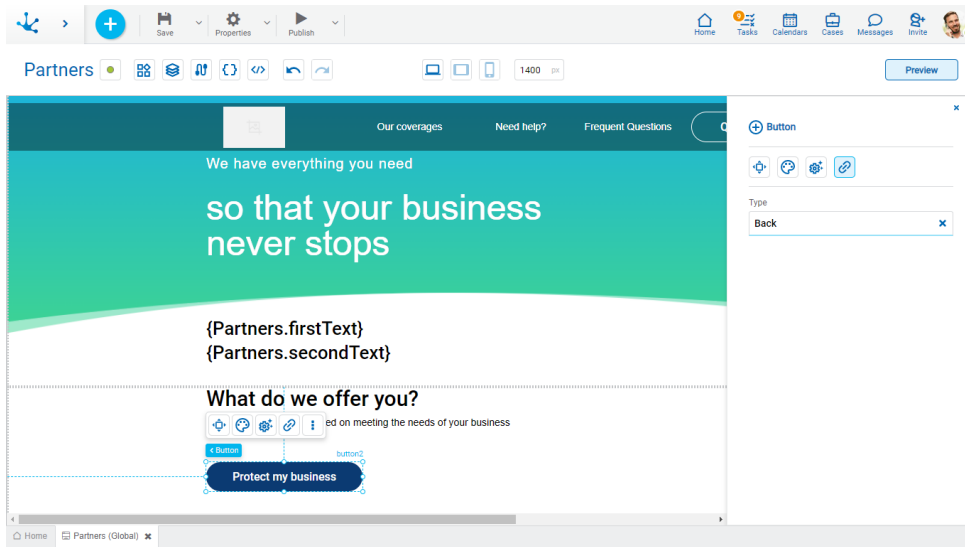 Save
Properties
Publish
Home
9
Tasks
Calendars
Cases
Messages
Invite
Partners
1400 px
Preview
Our coverages
Need help?
Frequent Questions
We have everything you need
so that your business
never stops
{Partners.firstText}
{Partners.secondText}
What do we offer you?
ed on meeting the needs of your business
Button
button2
Protect my business
Button
Type
Back
Home
Partners (Global)